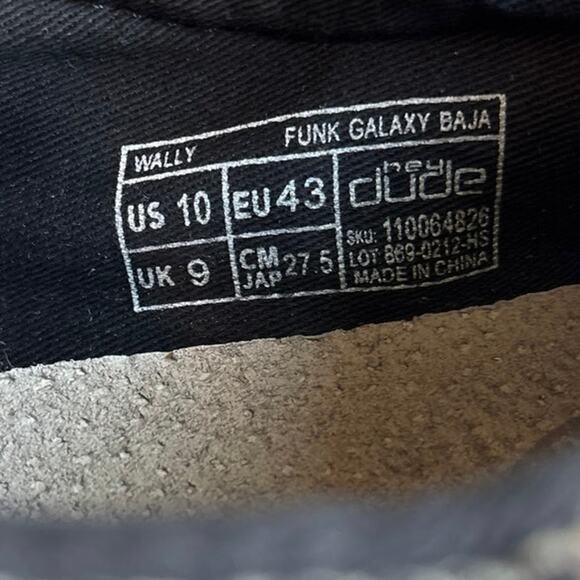 WALLY FUNK GALAXY BAJA
US 10 EU 43 hey dude
UK 9 CM JAP 27.5 SKU: 110064826
LOT 869-0212-HS
MADE IN CHINA